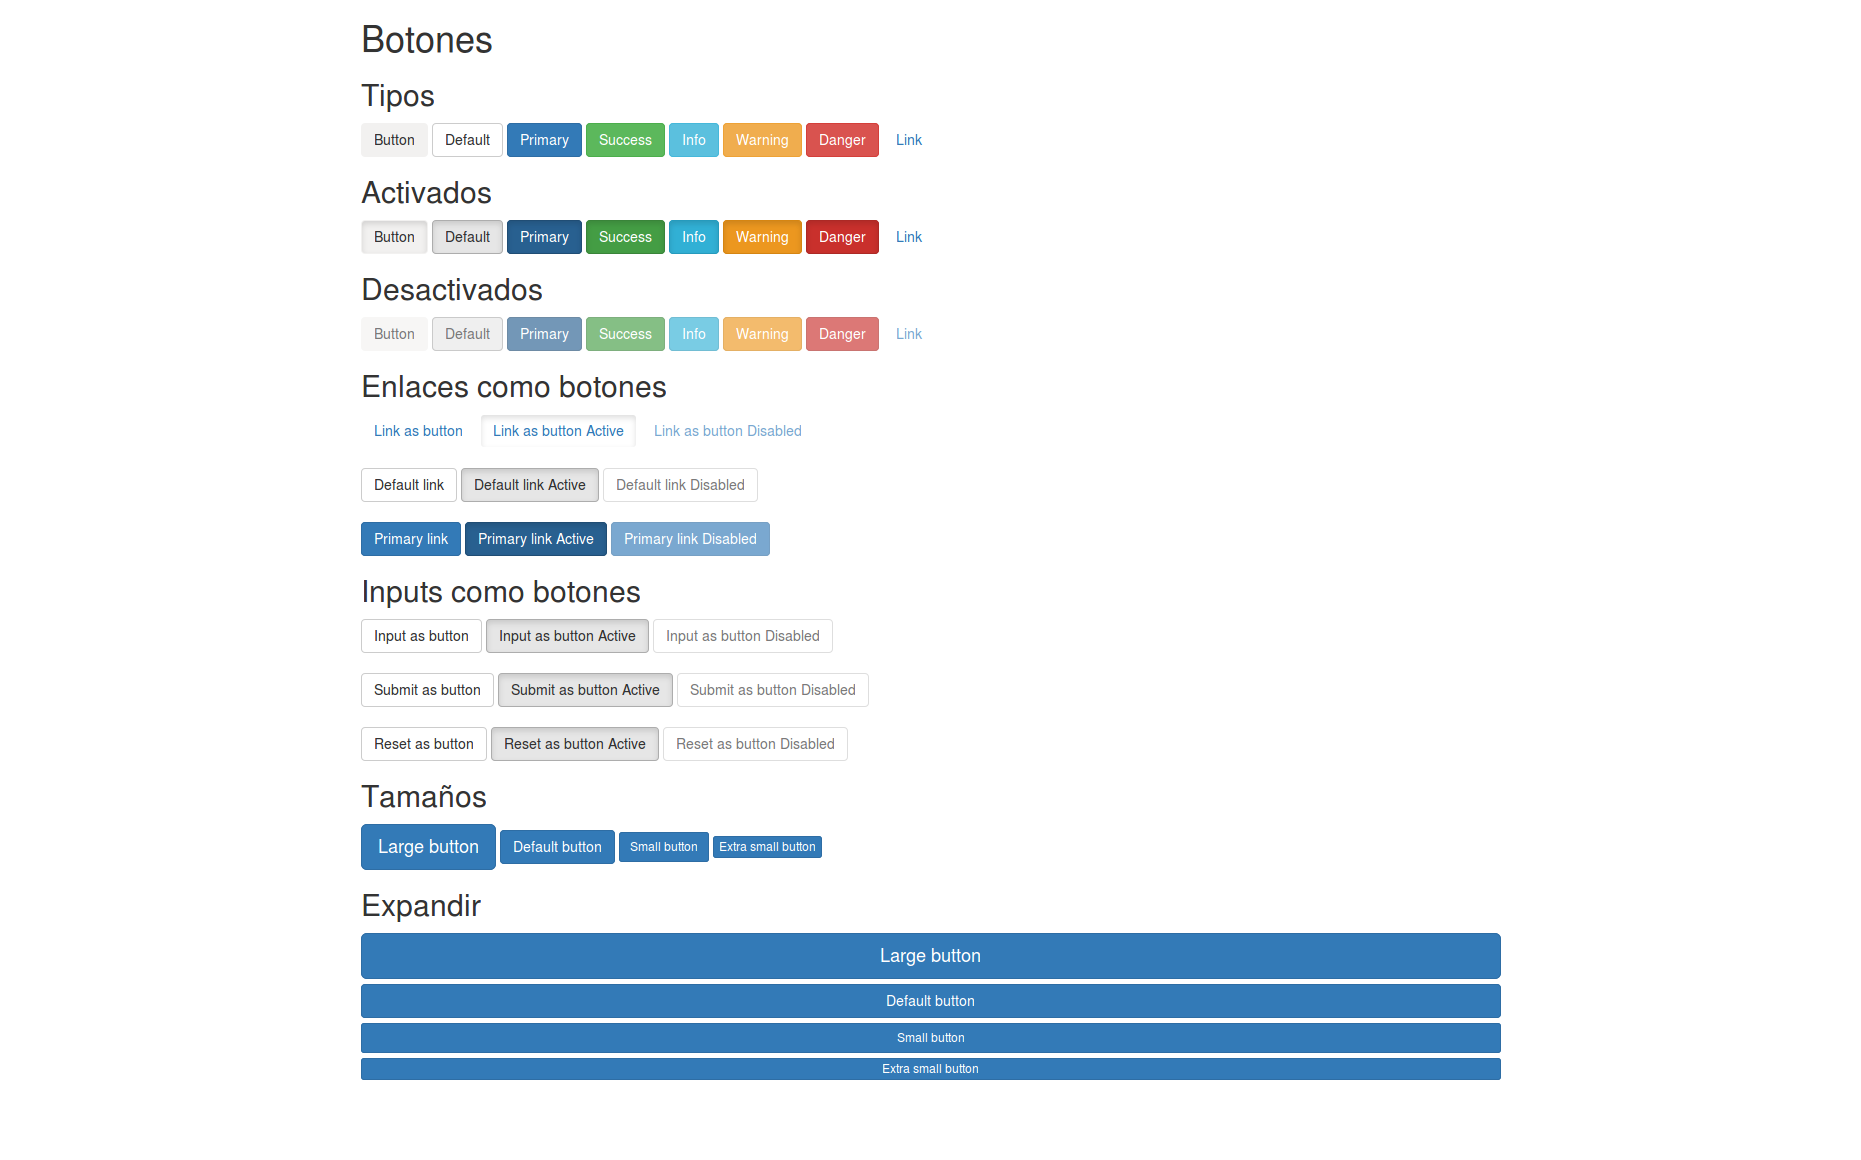 Botones
Tipos
Button Default Primary Success Info Warning Danger Link
Activados
Button Default Primary Success Info Warning Danger Link
Desactivados
Button Default Primary Success Info Warning Danger Link
Enlaces como botones
Link as button Link as button Active Link as button Disabled
Default link Default link Active Default link Disabled
Primary link Primary link Active Primary link Disabled
Inputs como botones
Input as button Input as button Active Input as button Disabled
Submit as button Submit as button Active Submit as button Disabled
Reset as button Reset as button Active Reset as button Disabled
Tamaños
Large button Default button Small button Extra small button
Expandir
Large button
Default button
Small button
Extra small button